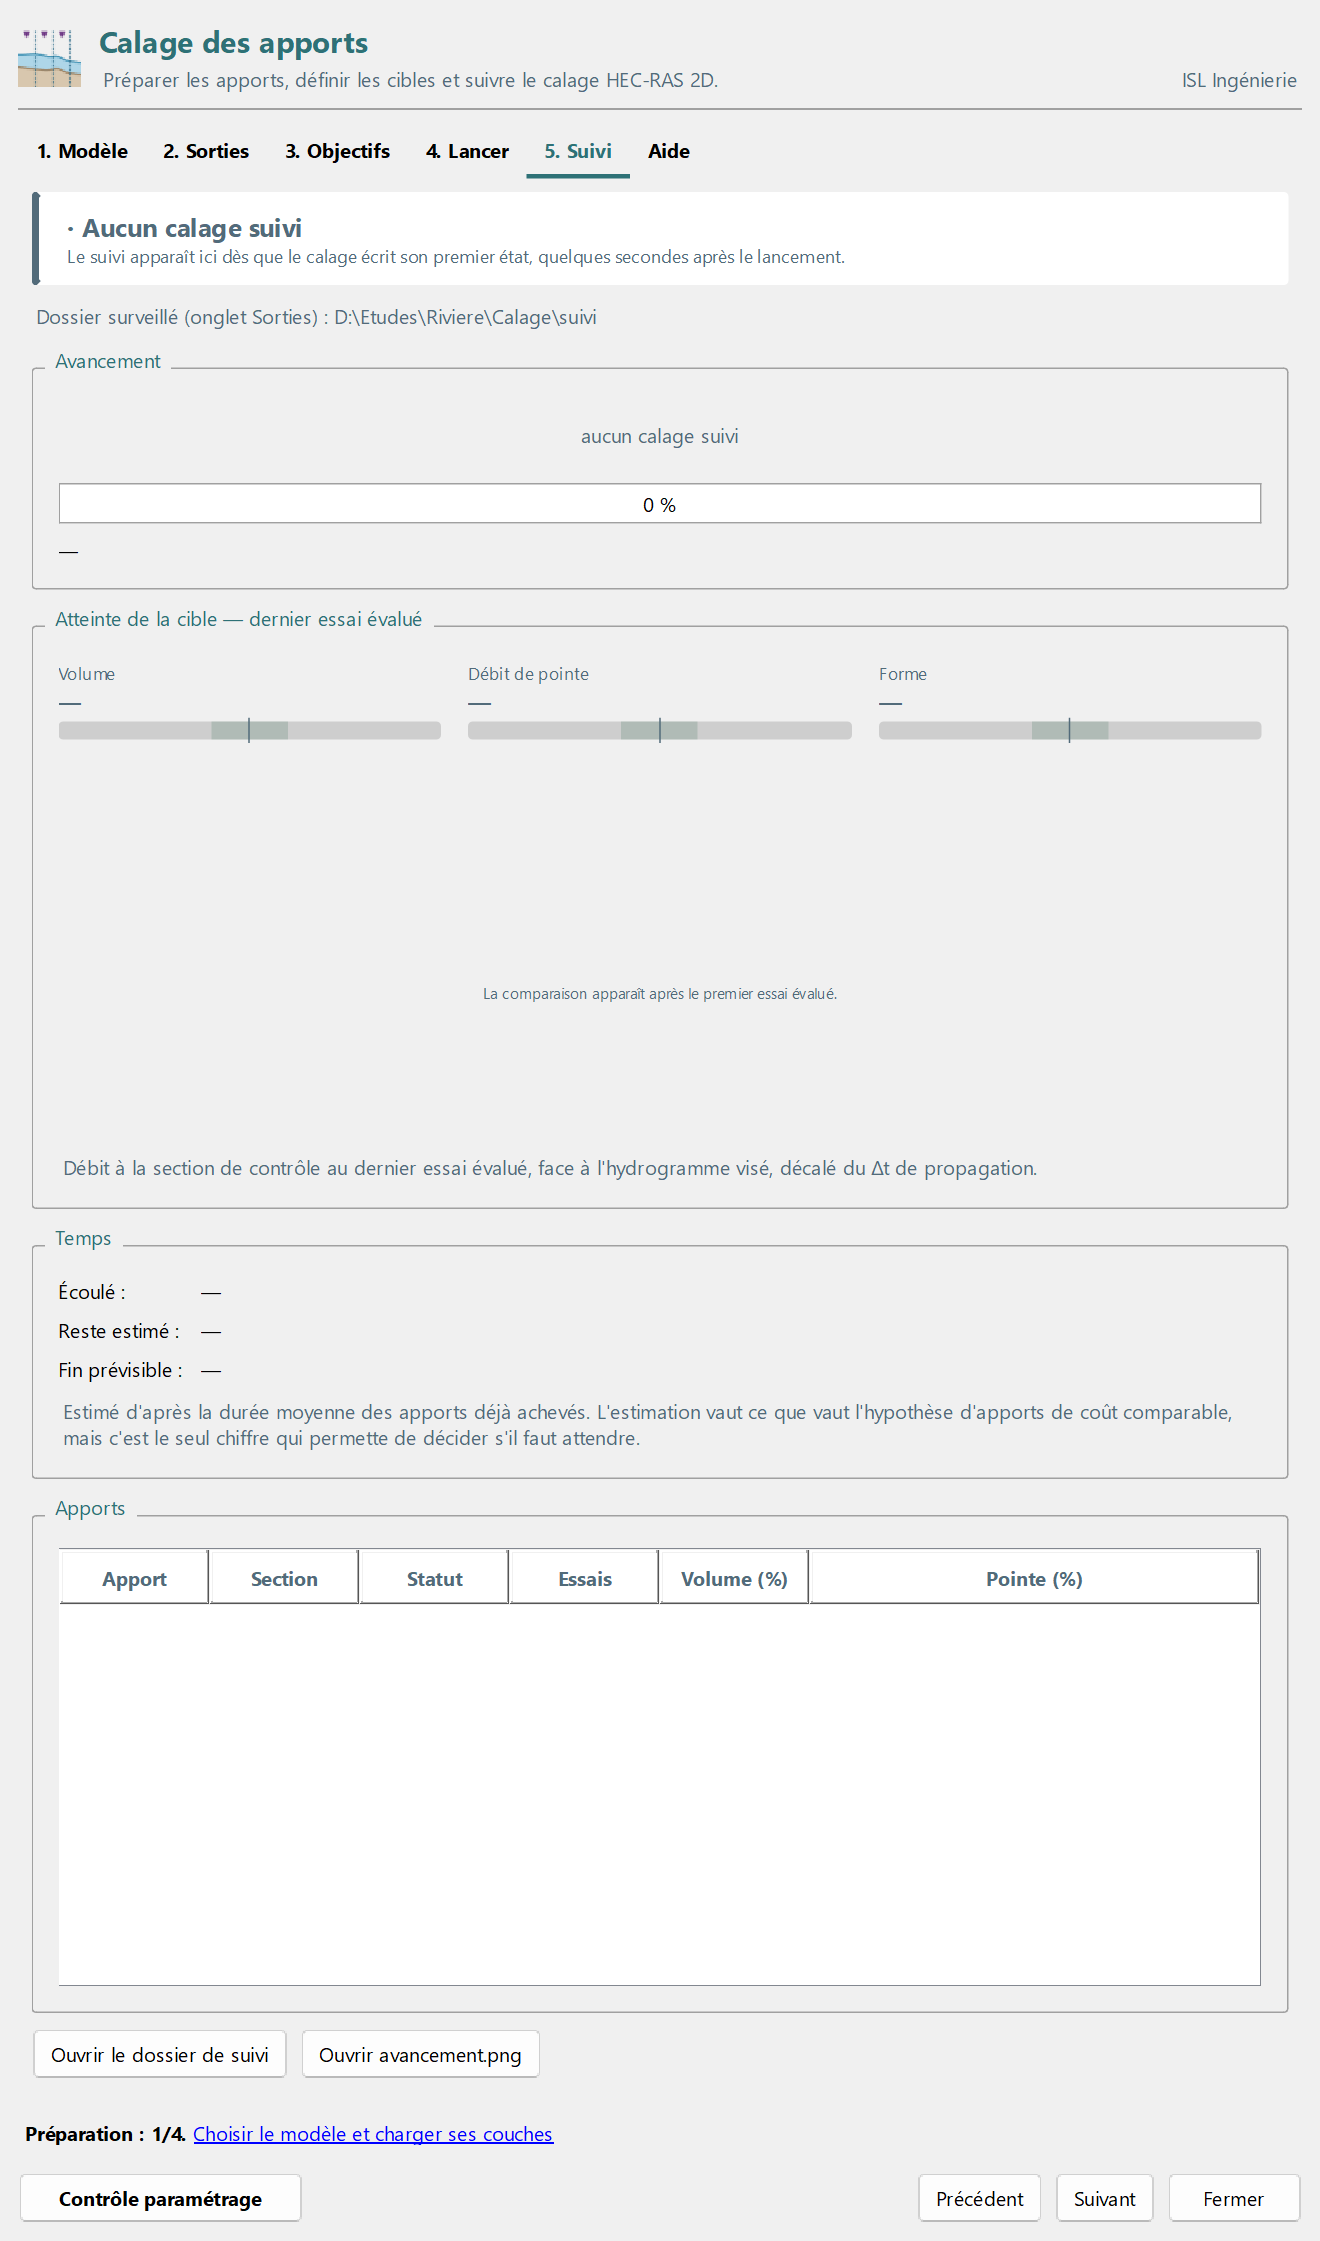 Calage des apports
Préparer les apports, définir les cibles et suivre le calage HEC-RAS 2D.
ISL Ingénierie
1. Modèle
2. Sorties
3. Objectifs
4. Lancer
5. Suivi
Aide
· Aucun calage suivi
Le suivi apparaît ici dès que le calage écrit son premier état, quelques secondes après le lancement.
Dossier surveillé (onglet Sorties) : D:\Etudes\Riviere\Calage\suivi
Avancement
aucun calage suivi
0 %
—
Atteinte de la cible — dernier essai évalué
Volume
Débit de pointe
Forme
—
—
—
La comparaison apparaît après le premier essai évalué.
Débit à la section de contrôle au dernier essai évalué, face à l'hydrogramme visé, décalé du Δt de propagation.
Temps
Écoulé : —
Reste estimé : —
Fin prévisible : —
Estimé d'après la durée moyenne des apports déjà achevés. L'estimation vaut ce que vaut l'hypothèse d'apports de coût comparable,
mais c'est le seul chiffre qui permette de décider s'il faut attendre.
Apports
Apport
Section
Statut
Essais
Volume (%)
Pointe (%)
Ouvrir le dossier de suivi
Ouvrir avancement.png
Préparation : 1/4. Choisir le modèle et charger ses couches
Contrôle paramétrage
Précédent
Suivant
Fermer